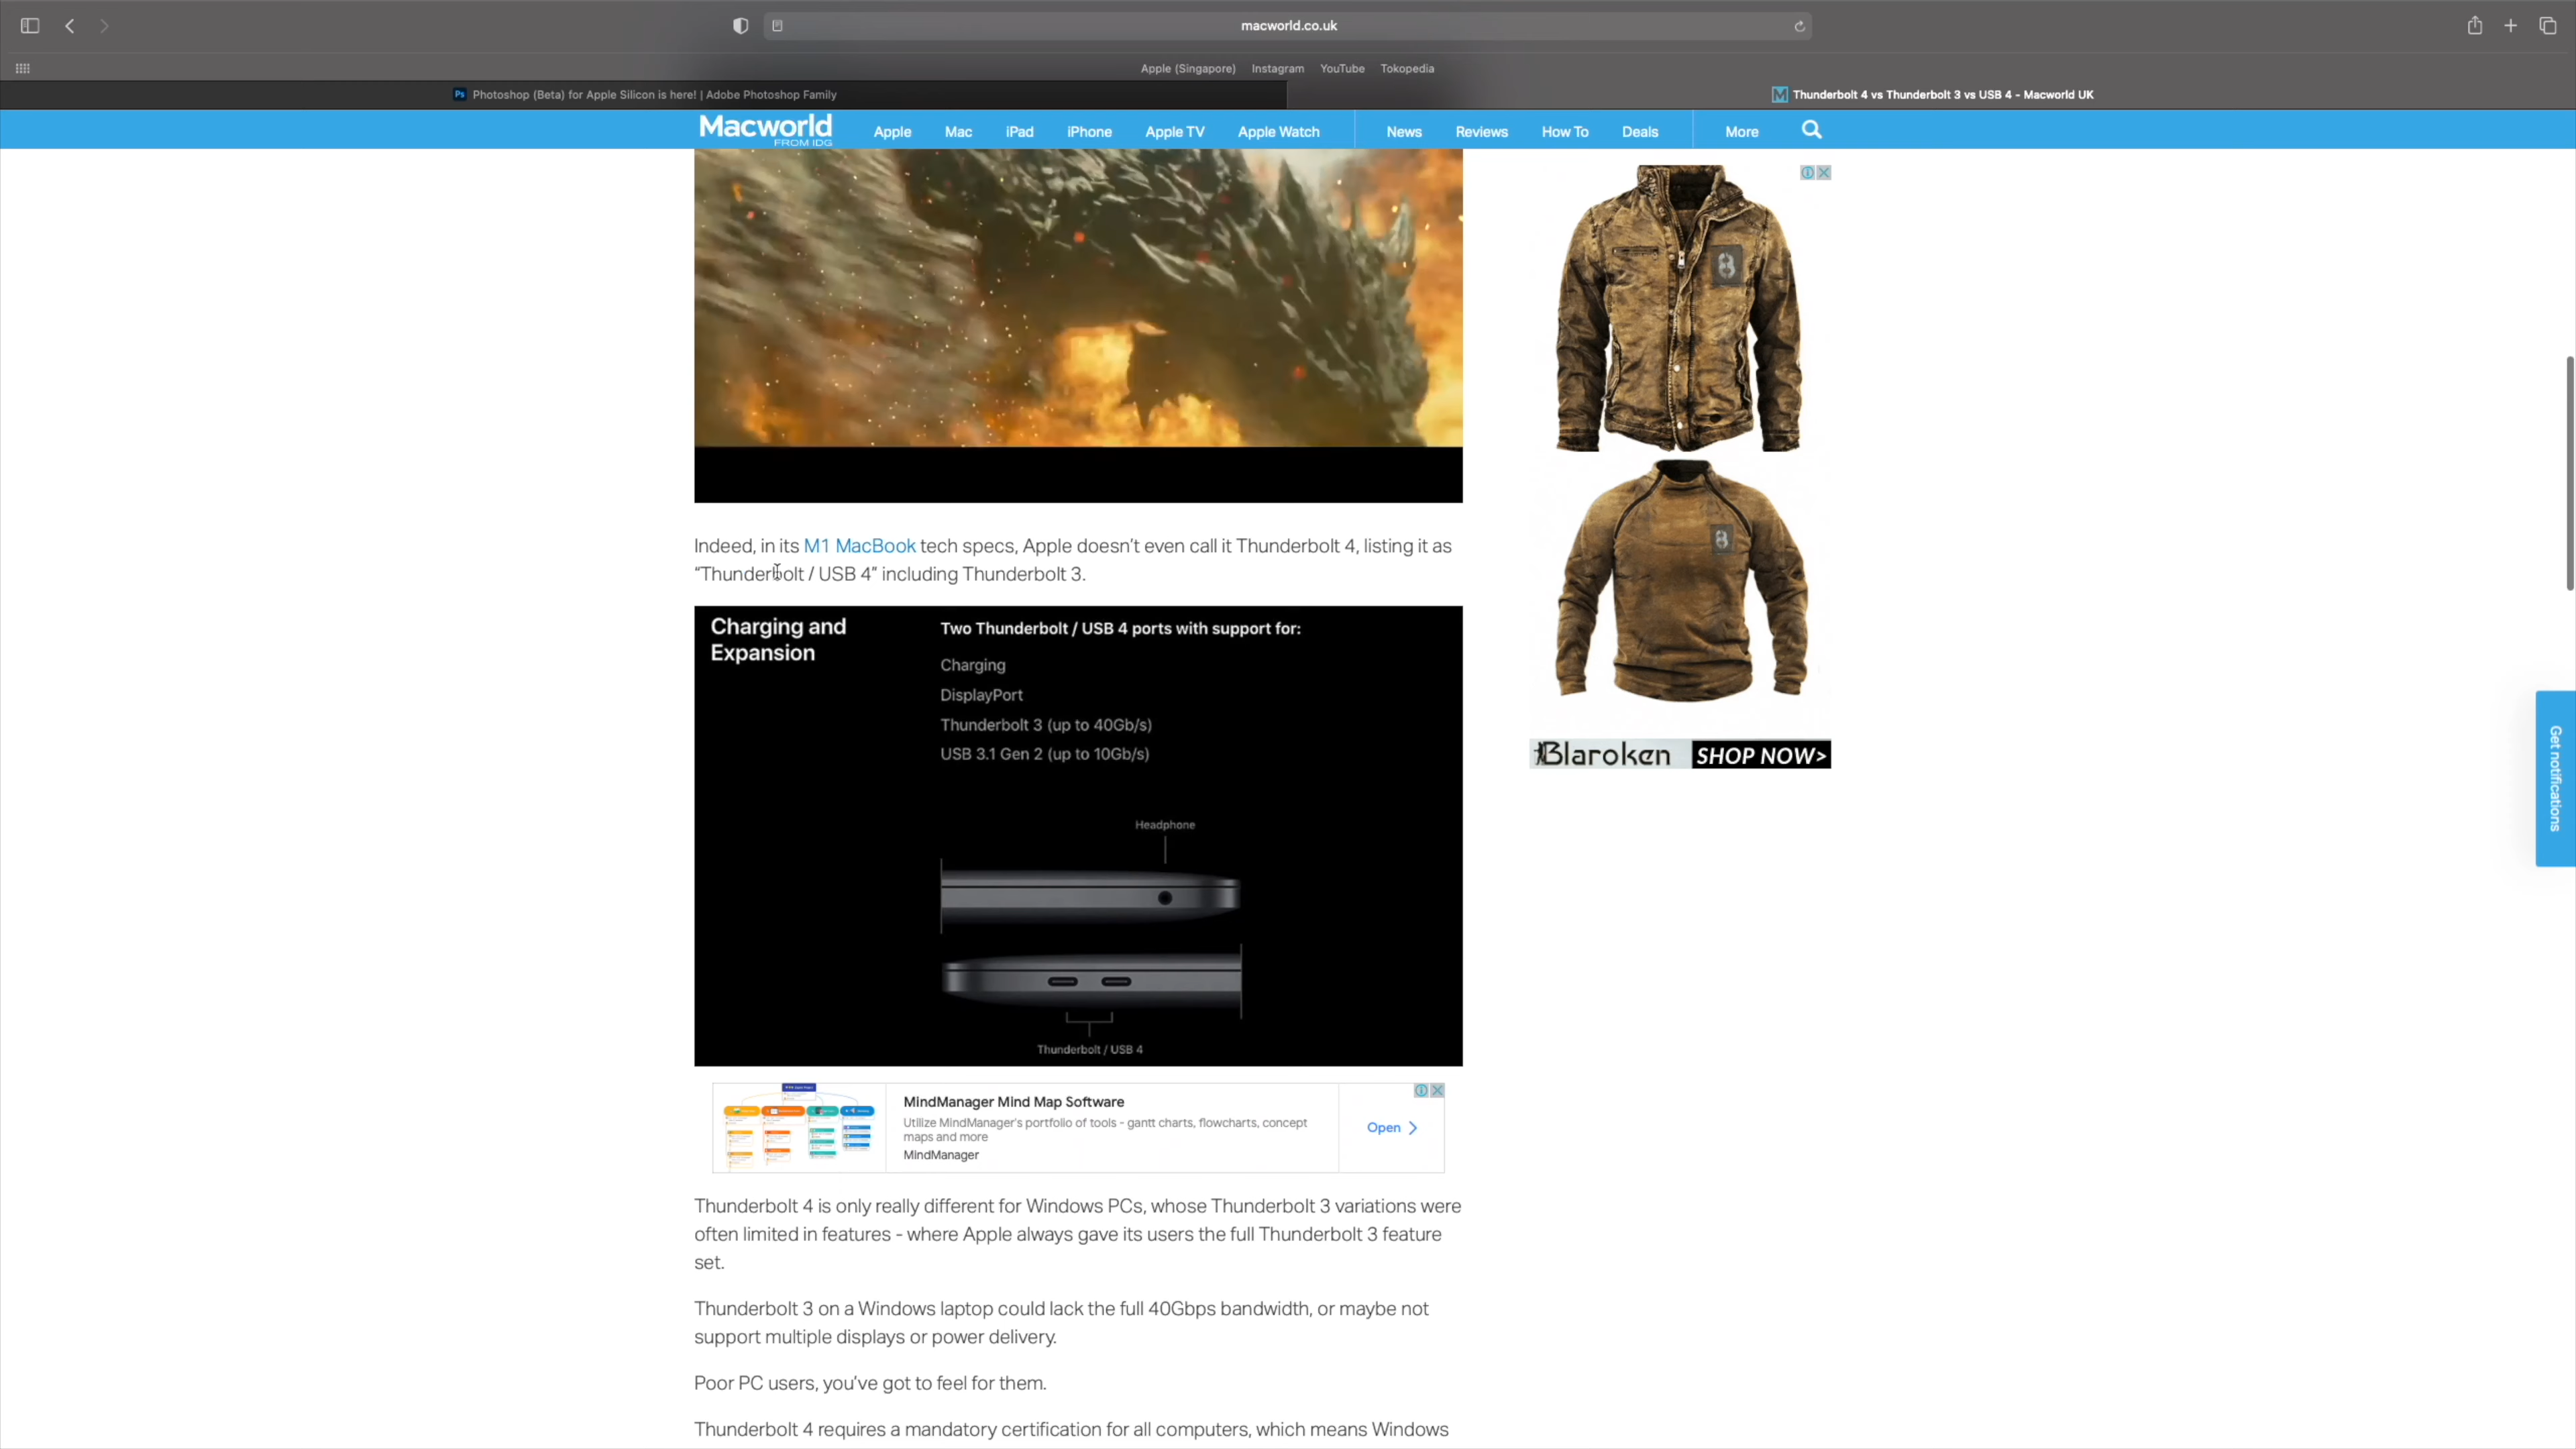 macworld.co.uk
Apple (Singapore) Instagram YouTube Tokopedia
Ps Photoshop (Beta) for Apple Silicon is here! | Adobe Photoshop Family
M Thunderbolt 4 vs Thunderbolt 3 vs USB 4 - Macworld UK
Macworld
FROM IDG
Apple Mac iPad iPhone Apple TV Apple Watch News Reviews How To Deals More
Indeed, in its M1 MacBook tech specs, Apple doesn't even call it Thunderbolt 4, listing it as
"Thunderbolt / USB 4" including Thunderbolt 3.
Charging and
Expansion
Two Thunderbolt / USB 4 ports with support for:
Charging
DisplayPort
Thunderbolt 3 (up to 40Gb/s)
USB 3.1 Gen 2 (up to 10Gb/s)
Headphone
Thunderbolt / USB 4
8
8
Blaroken SHOP NOW>
Get notifications
MindManager Mind Map Software
Utilize MindManager's portfolio of tools - gantt charts, flowcharts, concept
maps and more
MindManager
Open
Thunderbolt 4 is only really different for Windows PCs, whose Thunderbolt 3 variations were
often limited in features - where Apple always gave its users the full Thunderbolt 3 feature
set.
Thunderbolt 3 on a Windows laptop could lack the full 40Gbps bandwidth, or maybe not
support multiple displays or power delivery.
Poor PC users, you've got to feel for them.
Thunderbolt 4 requires a mandatory certification for all computers, which means Windows